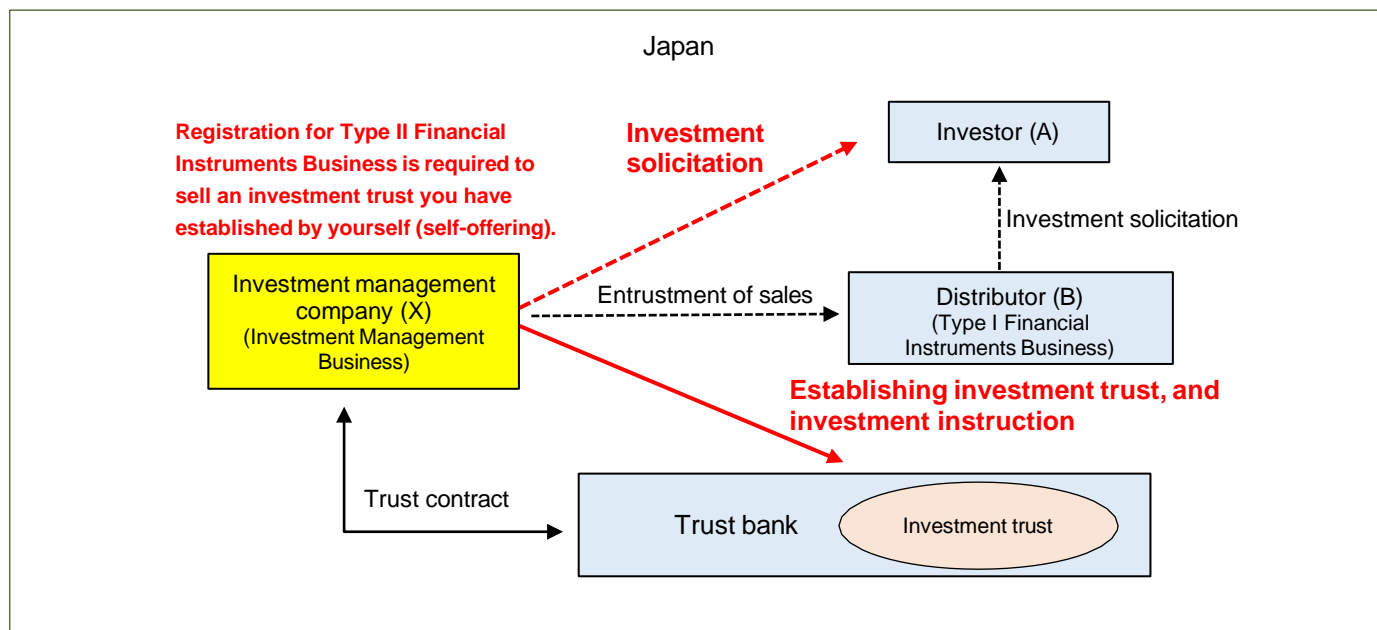 Japan
Registration for Type II Financial
Instruments Business is required to
sell an investment trust you have
established by yourself (self-offering).
Investment
solicitation
Investor (A)
Investment solicitation
Investment management
company (X)
(Investment Management
Business)
Entrustment of sales
Distributor (B)
(Type I Financial
Instruments Business)
Establishing investment trust, and
investment instruction
Trust contract
Trust bank
Investment trust